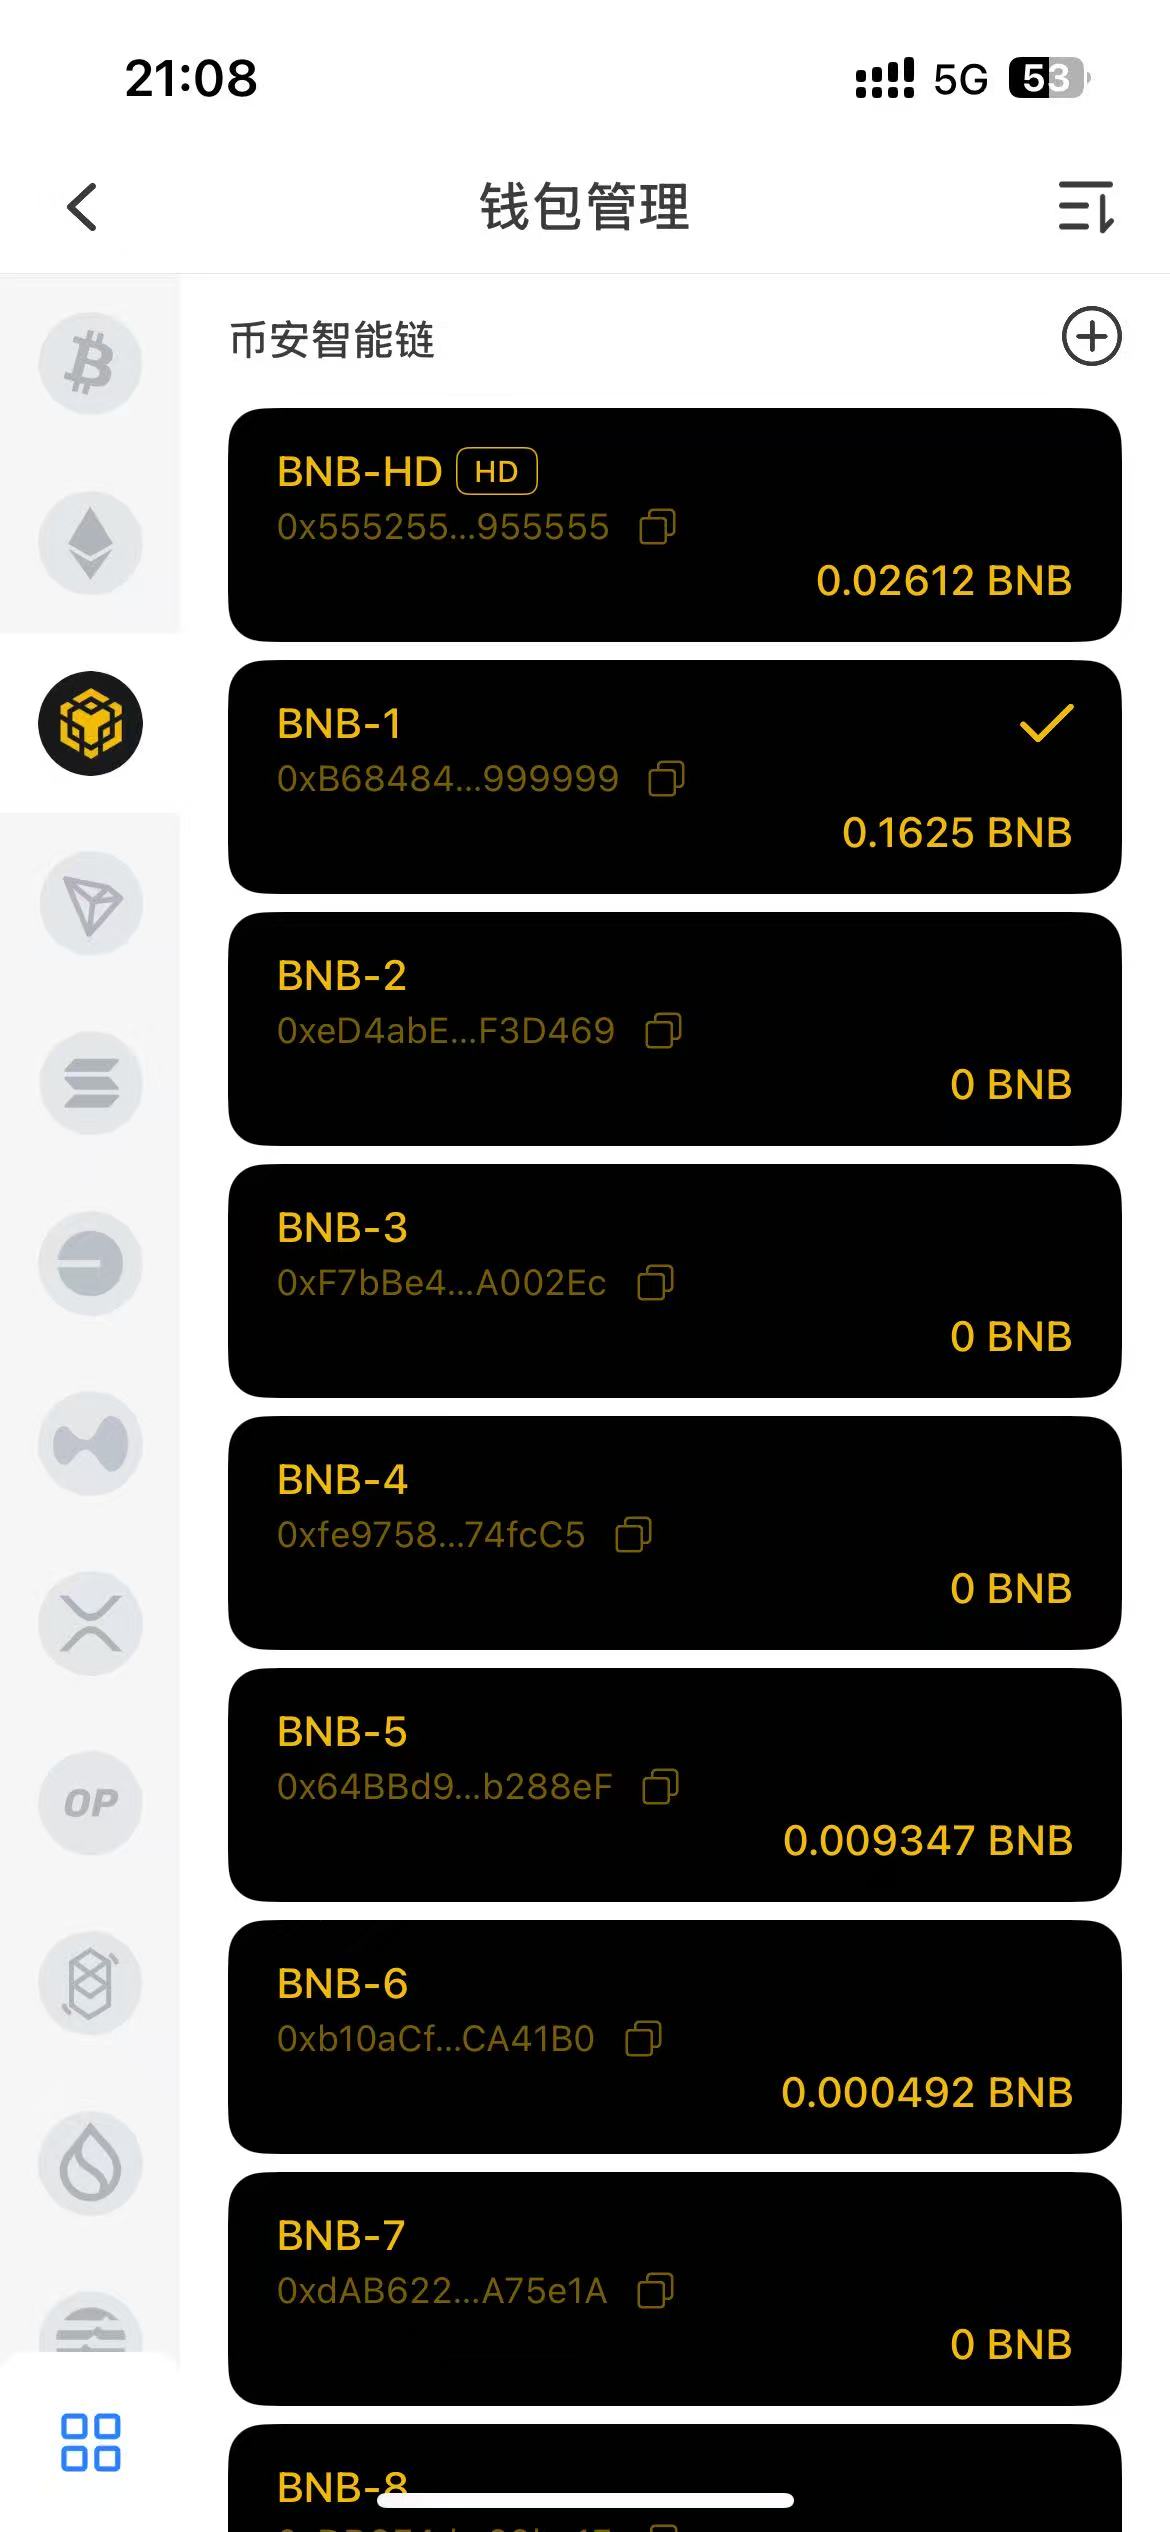 21:08
5G 53
钱包管理
币安智能链
BNB-HD HD
0x555255...955555
0.02612 BNB
BNB-1
0xB68484...999999
0.1625 BNB
BNB-2
0xeD4abE...F3D469
0 BNB
BNB-3
0xF7bBe4...A002Ec
0 BNB
BNB-4
0xfe9758...74fcC5
0 BNB
BNB-5
0x64BBd9...b288eF
0.009347 BNB
OP
BNB-6
0xb10aCf...CA41B0
0.000492 BNB
BNB-7
0xdAB622...A75e1A
0 BNB
BNB-8